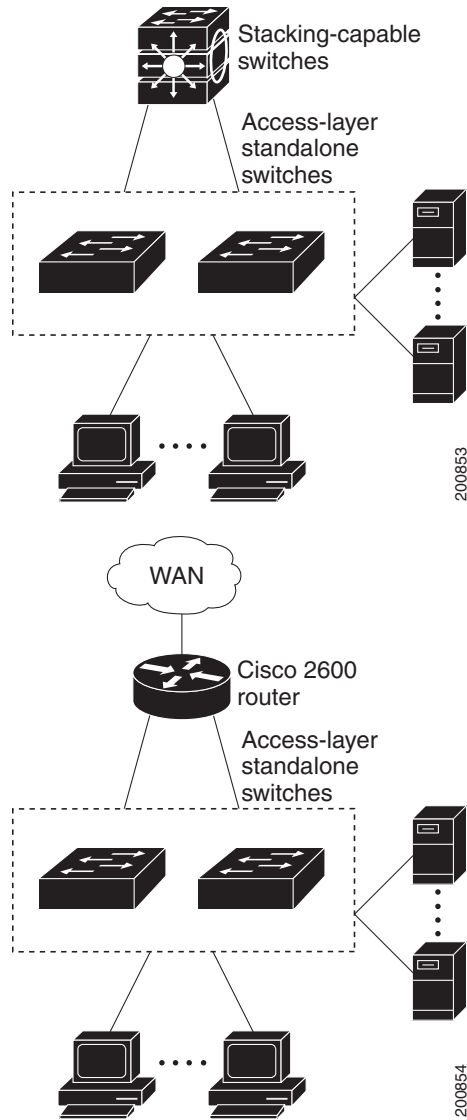 Stacking-capable
switches
Access-layer
standalone
switches
200853
WAN
Cisco 2600
router
Access-layer
standalone
switches
200854